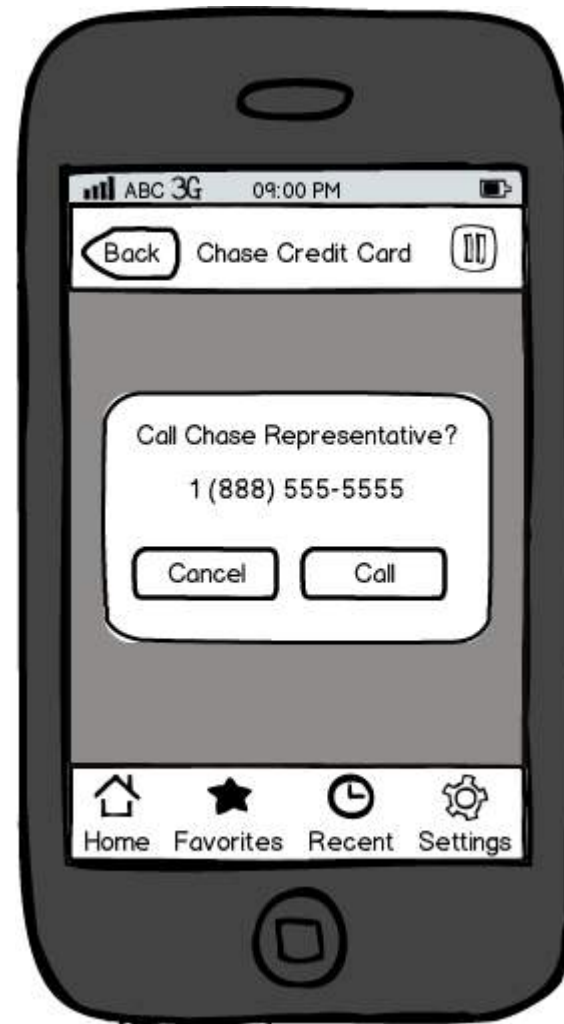 ABC 3G 09:00 PM
Back Chase Credit Card
Call Chase Representative?
1 (888) 555-5555
Cancel Call
Home Favorites Recent Settings